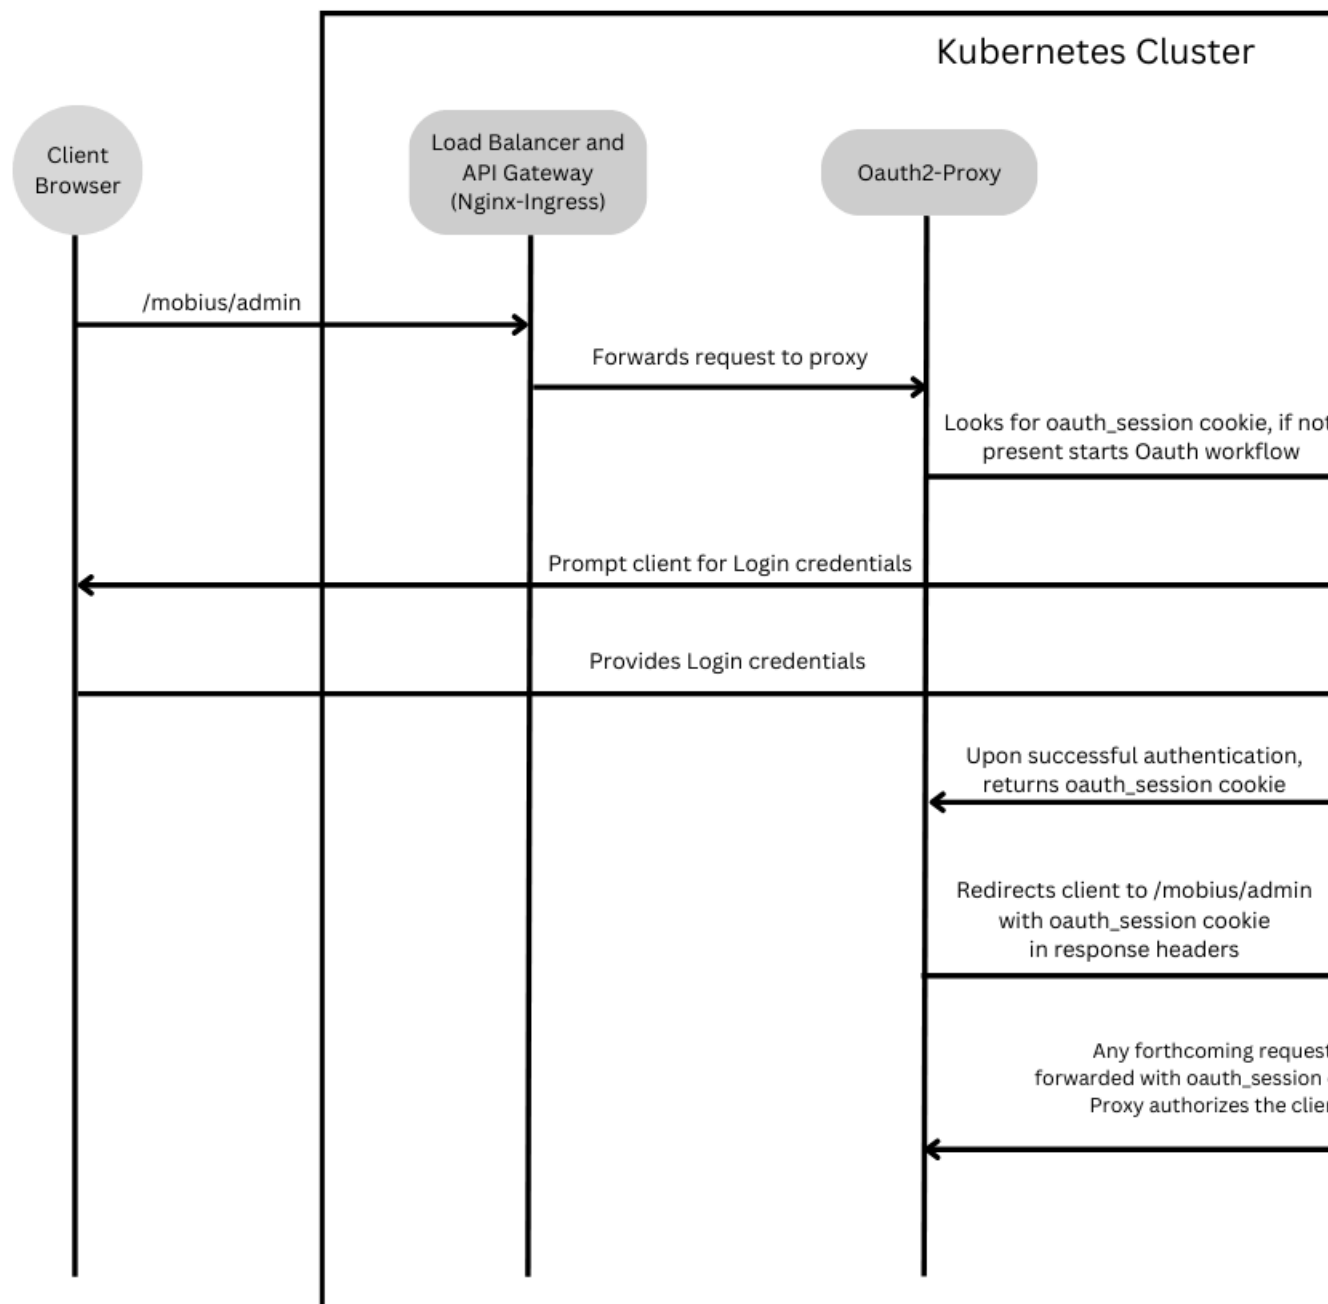 Kubernetes Cluster
Client
Browser
Load Balancer and
API Gateway
(Nginx-Ingress)
Oauth2-Proxy
/mobius/admin
Forwards request to proxy
Looks for oauth_session cookie, if not
present starts Oauth workflow
Prompt client for Login credentials
Provides Login credentials
Upon successful authentication,
returns oauth_session cookie
Redirects client to /mobius/admin
with oauth_session cookie
in response headers
Any forthcoming request
forwarded with oauth_session
Proxy authorizes the